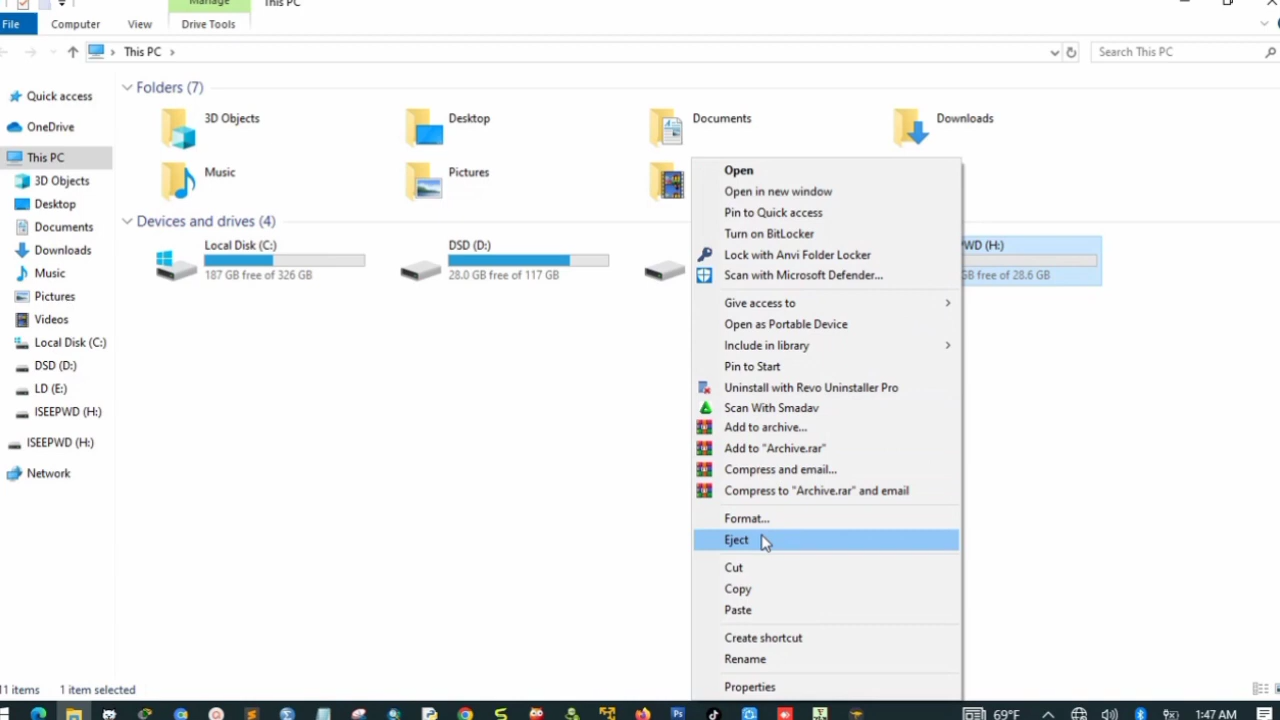 Manage
This PC
File
Computer
View
Drive Tools
This PC
Search This PC
Quick access
OneDrive
This PC
3D Objects
Desktop
Documents
Downloads
Music
Pictures
Videos
Local Disk (C:)
DSD (D:)
LD (E:)
ISEEPWD (H:)
ISEEPWD (H:)
Network
Folders (7)
3D Objects
Desktop
Documents
Downloads
Music
Pictures
Devices and drives (4)
Local Disk (C:)
187 GB free of 326 GB
DSD (D:)
28.0 GB free of 117 GB
PWD (H:)
GB free of 28.6 GB
Open
Open in new window
Pin to Quick access
Turn on BitLocker
Lock with Anvi Folder Locker
Scan with Microsoft Defender...
Give access to
Open as Portable Device
Include in library
Pin to Start
Uninstall with Revo Uninstaller Pro
Scan With Smadav
Add to archive...
Add to "Archive.rar"
Compress and email...
Compress to "Archive.rar" and email
Format...
Eject
Cut
Copy
Paste
Create shortcut
Rename
Properties
11 items
1 item selected
69°F
1:47 AM